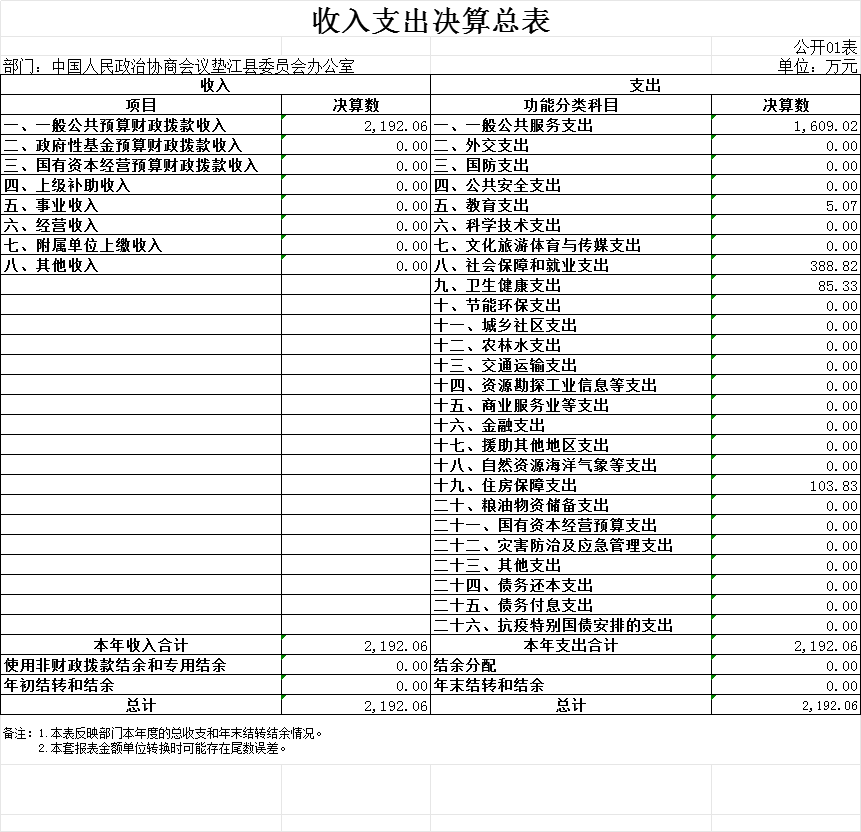 收入支出决算总表
公开01表
部门：中国人民政治协商会议垫江县委员会办公室 单位：万元
收入 支出
项目 决算数 功能分类科目 决算数
一、一般公共预算财政拨款收入 2,192.06 一、一般公共服务支出 1,609.02
二、政府性基金预算财政拨款收入 0.00 二、外交支出 0.00
三、国有资本经营预算财政拨款收入 0.00 三、国防支出 0.00
四、上级补助收入 0.00 四、公共安全支出 0.00
五、事业收入 0.00 五、教育支出 5.07
六、经营收入 0.00 六、科学技术支出 0.00
七、附属单位上缴收入 0.00 七、文化旅游体育与传媒支出 0.00
八、其他收入 0.00 八、社会保障和就业支出 388.82
九、卫生健康支出 85.33
十、节能环保支出 0.00
十一、城乡社区支出 0.00
十二、农林水支出 0.00
十三、交通运输支出 0.00
十四、资源勘探工业信息等支出 0.00
十五、商业服务业等支出 0.00
十六、金融支出 0.00
十七、援助其他地区支出 0.00
十八、自然资源海洋气象等支出 0.00
十九、住房保障支出 103.83
二十、粮油物资储备支出 0.00
二十一、国有资本经营预算支出 0.00
二十二、灾害防治及应急管理支出 0.00
二十三、其他支出 0.00
二十四、债务还本支出 0.00
二十五、债务付息支出 0.00
二十六、抗疫特别国债安排的支出 0.00
本年收入合计 2,192.06 本年支出合计 2,192.06
使用非财政拨款结余和专用结余 0.00 结余分配 0.00
年初结转和结余 0.00 年末结转和结余 0.00
总计 2,192.06 总计 2,192.06
备注：1.本表反映部门本年度的总收支和年末结转结余情况。
2.本套报表金额单位转换时可能存在尾数误差。